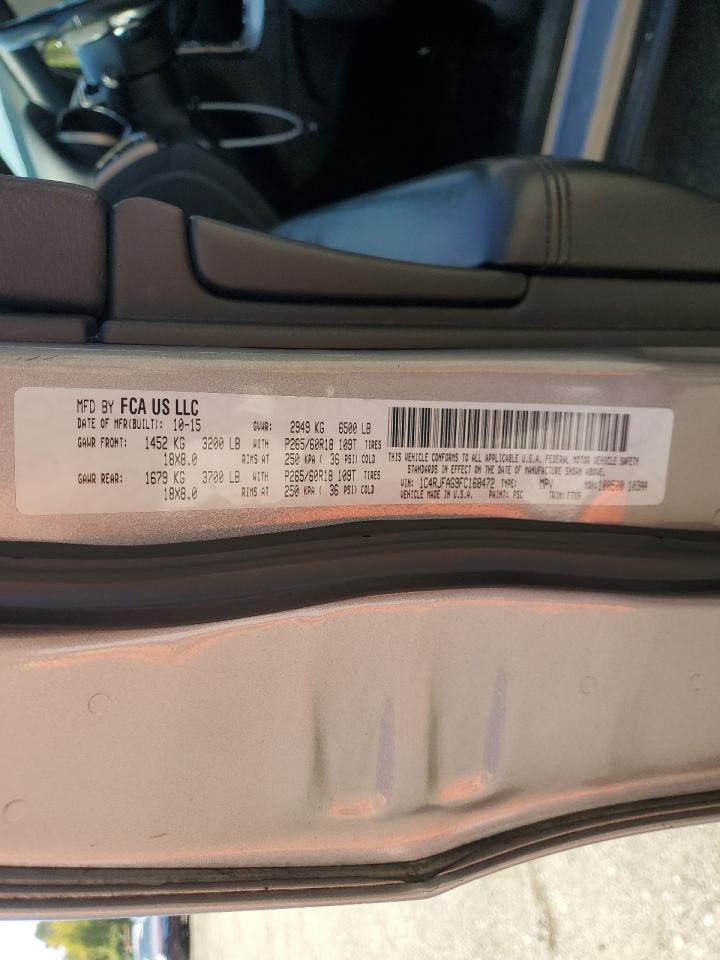 MFD BY FCA US LLC
DATE OF MFR(BUILT): 10-15 GVWR: 2949 KG 6500 LB
GAWR FRONT: 1452 KG 3200 LB WITH P265/60R18 109T TIRES
18X8.0 RIMS AT 250 KPA ( 36 PSI) COLD
GAWR REAR: 1679 KG 3700 LB WITH P265/60R18 109T TIRES
18X8.0 RIMS AT 250 KPA ( 36 PSI) COLD
THIS VEHICLE CONFORMS TO ALL APPLICABLE U.S.A. FEDERAL MOTOR VEHICLE SAFETY
STANDARDS IN EFFECT ON THE DATE OF MANUFACTURE SHOWN ABOVE.
VIN: 1C4RJFAG9FC168472 TYPE: MPV MDH:
VEHICLE MADE IN U.S.A. PAINT: PSC TRIM: